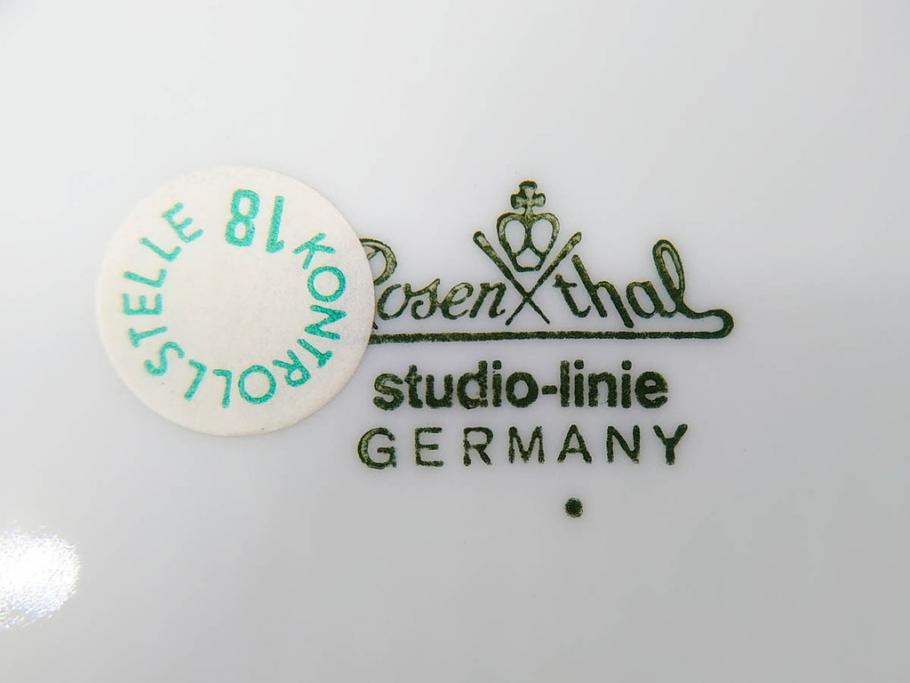 KONTROLLSTELLE 18
Rosenthal
studio-linie
GERMANY